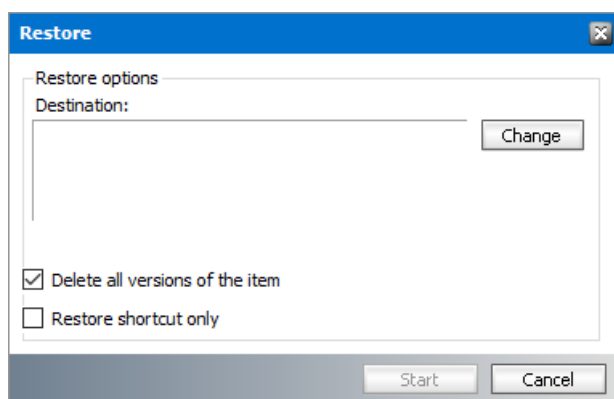 Restore
Restore options
Destination:
Change
Delete all versions of the item
Restore shortcut only
Start
Cancel